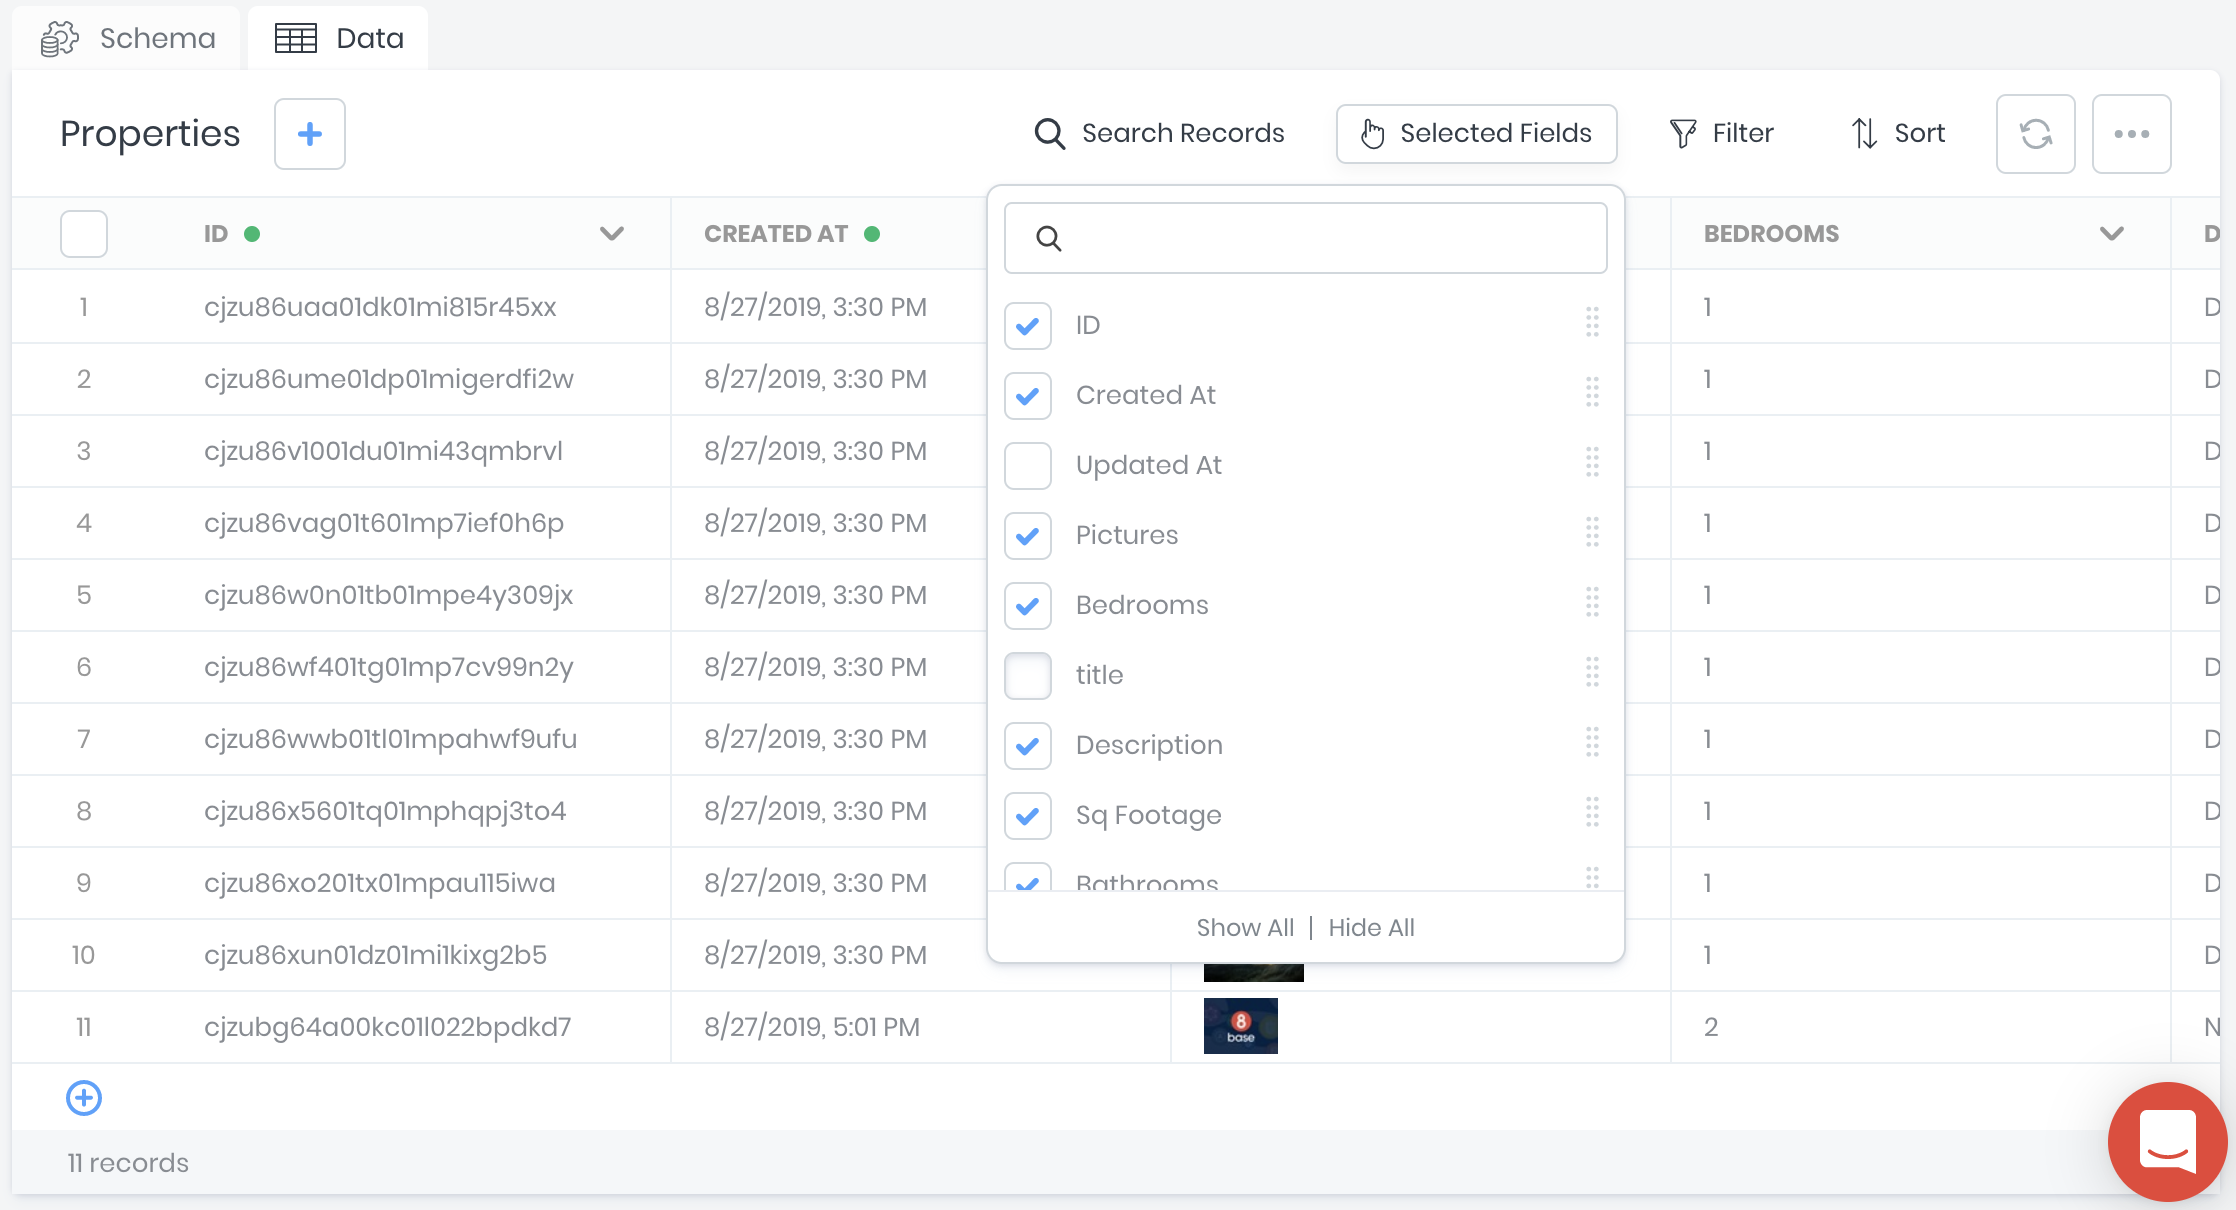 Schema Data
Properties + Search Records Selected Fields Filter Sort
ID CREATED AT BEDROOMS D
1 cjzu86uaa01dk01mi815r45xx 8/27/2019, 3:30 PM 1 D
2 cjzu86ume01dp01migerdfi2w 8/27/2019, 3:30 PM 1 D
3 cjzu86v1001du01mi43qmbrvl 8/27/2019, 3:30 PM 1 D
4 cjzu86vag01t601mp7ief0h6p 8/27/2019, 3:30 PM 1 D
5 cjzu86w0n01tb01mpe4y309jx 8/27/2019, 3:30 PM 1 D
6 cjzu86wf401tg01mp7cv99n2y 8/27/2019, 3:30 PM 1 D
7 cjzu86wwb01tl01mpahwf9ufu 8/27/2019, 3:30 PM 1 D
8 cjzu86x5601tq01mphqpj3to4 8/27/2019, 3:30 PM 1 D
9 cjzu86xo201tx01mpau115iwa 8/27/2019, 3:30 PM 1 D
10 cjzu86xun01dz01mi1kixg2b5 8/27/2019, 3:30 PM 1 D
11 cjzubg64a00kc01l022bpdkd7 8/27/2019, 5:01 PM 8 base 2 N
ID
Created At
Updated At
Pictures
Bedrooms
title
Description
Sq Footage
Bathrooms
Show All | Hide All
11 records